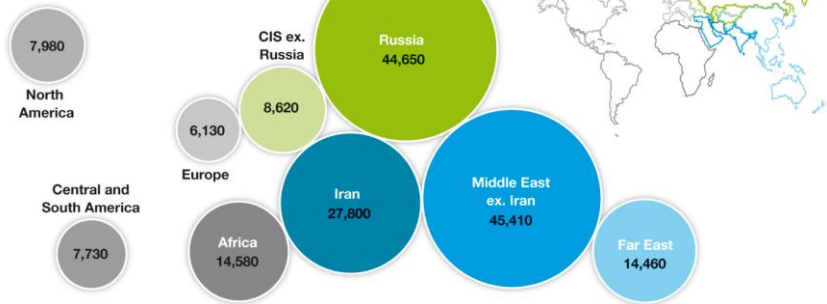 7,980
North
America
CIS ex.
Russia
8,620
Russia
44,650
6,130
Europe
Central and
South America
7,730
Africa
14,580
Iran
27,800
Middle East
ex. Iran
45,410
Far East
14,460